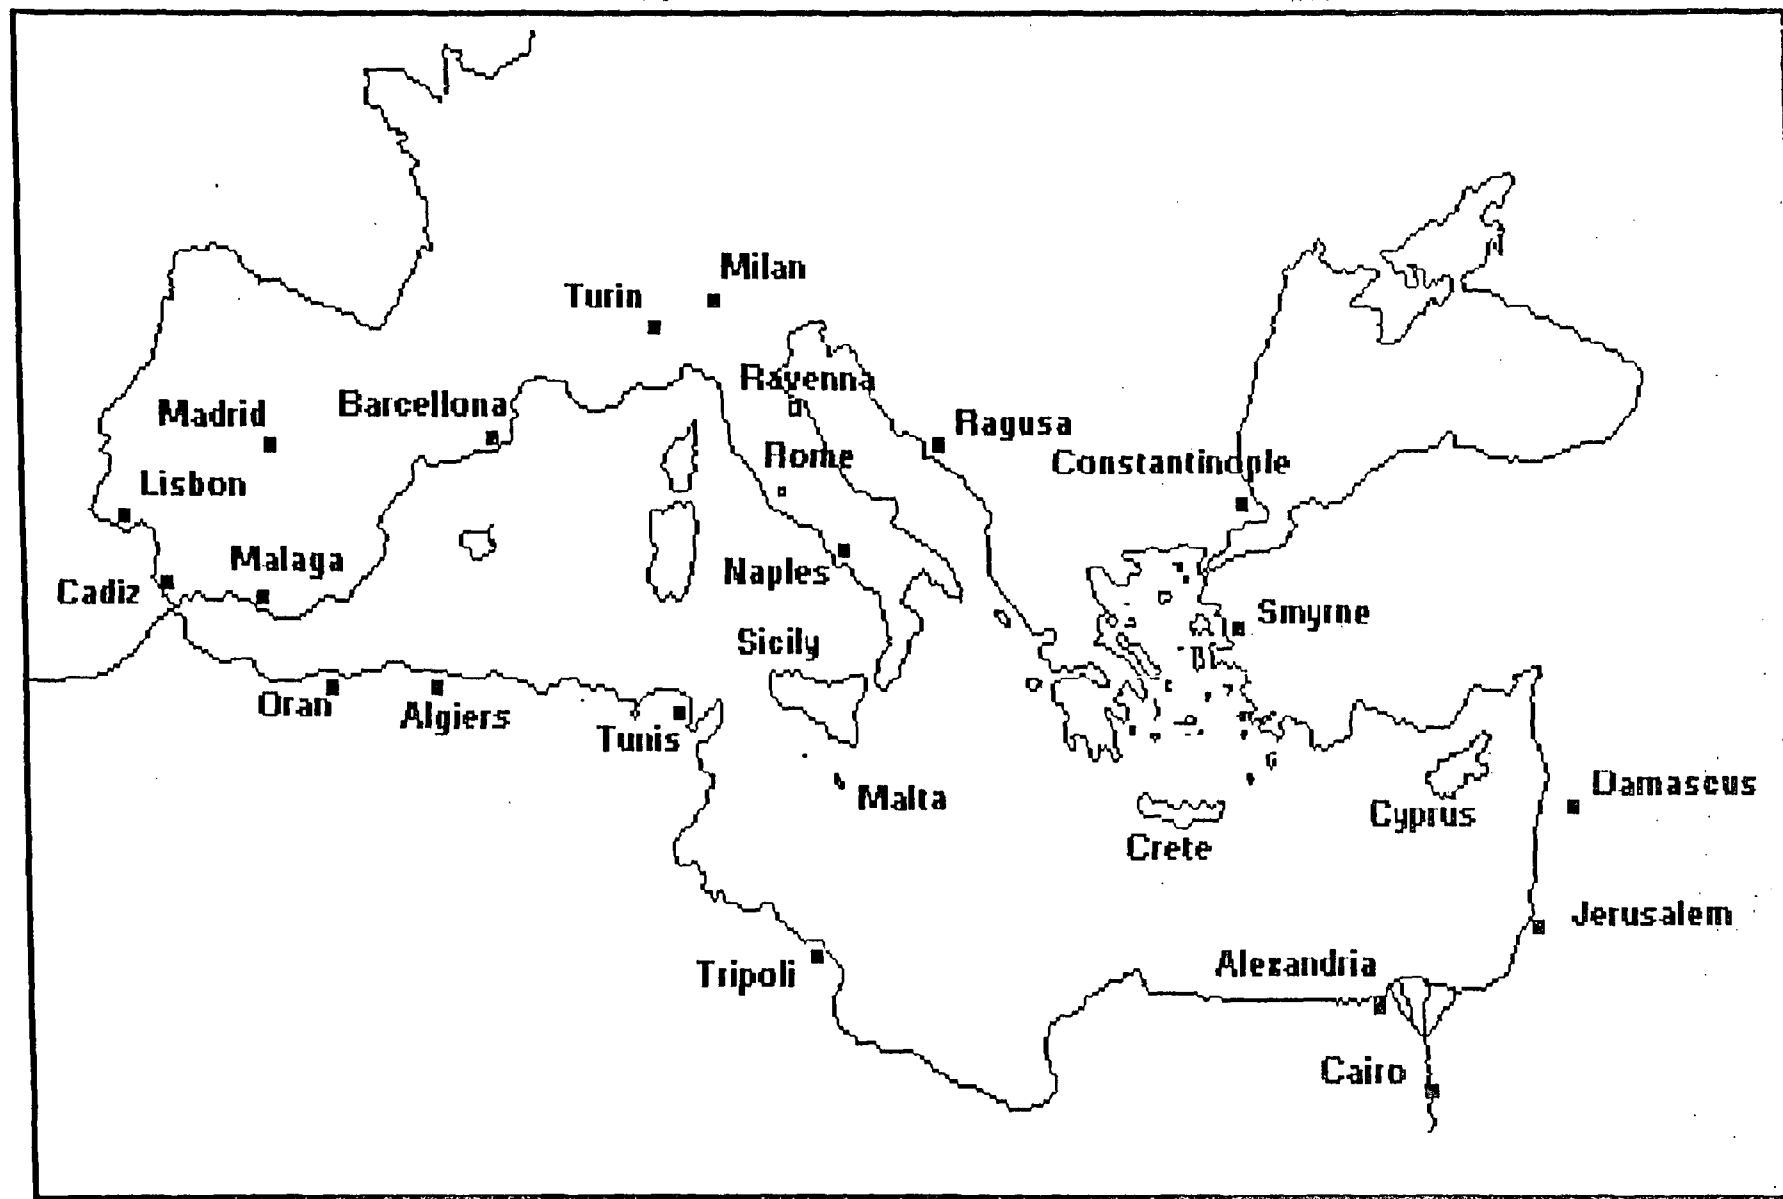 Milan
Turin
Ravenna
Barcellona
Madrid
Ragusa
Rome
Constantinople
Lisbon
Malaga
Naples
Cadiz
Smyrne
Sicily
Oran
Algiers
Tunis
Malta
Damascus
Cyprus
Crete
Jerusalem
Alexandria
Tripoli
Cairo